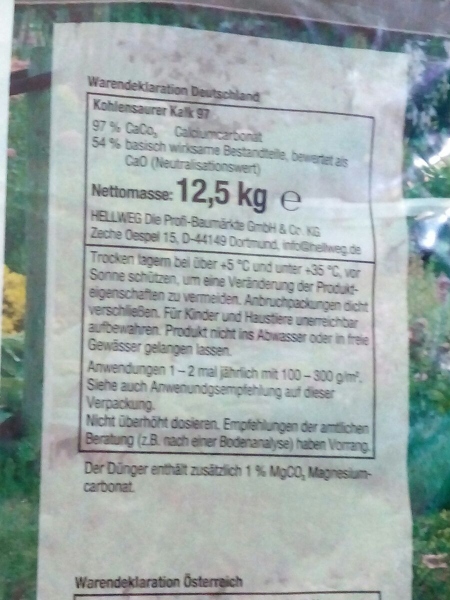 Warendeklaration Deutschland
Kohlensaurer Kalk 97
97 % CaCo₃ Calciumcarbonat
54 % basisch wirksame Bestandteile, bewertet als
CaO (Neutralisationswert)
Nettomasse: 12,5 kg ℮
HELLWEG Die Profi-Baumärkte GmbH & Co. KG
Zeche Oespel 15, D-44149 Dortmund, info@hellweg.de
Trocken lagern bei über +5 °C und unter +35 °C, vor
Sonne schützen, um eine Veränderung der Produkt-
eigenschaften zu vermeiden. Anbruchpackungen dicht
verschließen. Für Kinder und Haustiere unerreichbar
aufbewahren. Produkt nicht ins Abwasser oder in freie
Gewässer gelangen lassen.
Anwendungen 1 – 2 mal jährlich mit 100 – 300 g/m².
Siehe auch Anwenundgsempfehlung auf dieser
Verpackung.
Nicht überhöht dosieren. Empfehlungen der amtlichen
Beratung (z.B. nach einer Bodenanalyse) haben Vorrang.
Der Dünger enthält zusätzlich 1 % MgCO₃ Magnesium-
carbonat.
Warendeklaration Österreich